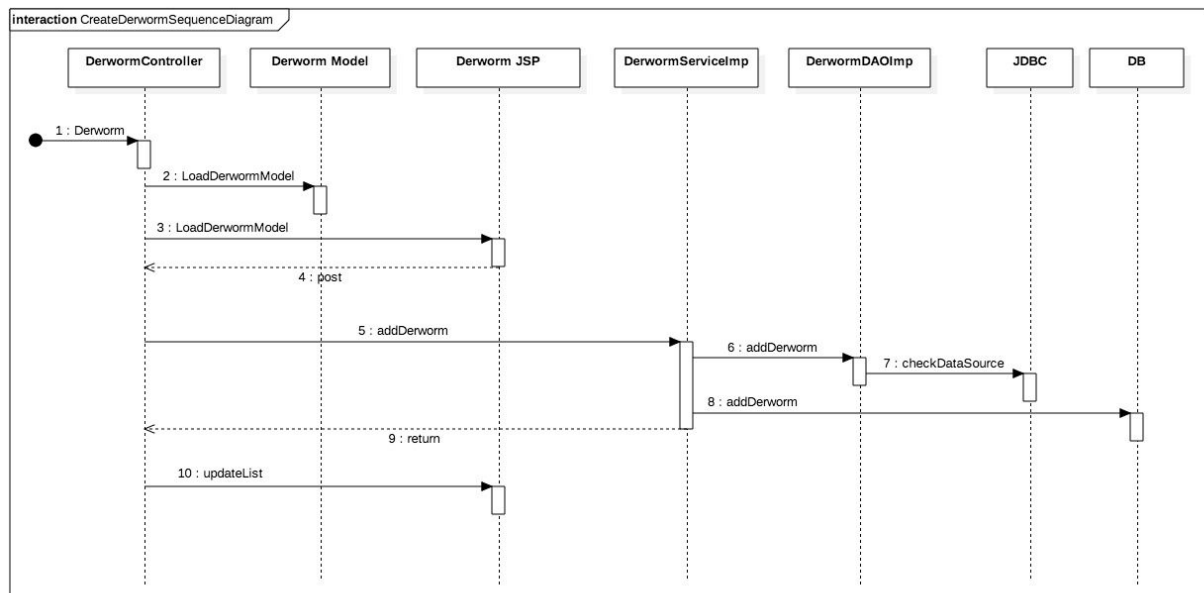 interaction CreateDerwormSequenceDiagram
DerwormController
Derworm Model
Derworm JSP
DerwormServiceImp
DerwormDAOImp
JDBC
DB
1 : Derworm
2 : LoadDerwormModel
3 : LoadDerwormModel
4 : post
5 : addDerworm
6 : addDerworm
7 : checkDataSource
8 : addDerworm
9 : return
10 : updateList